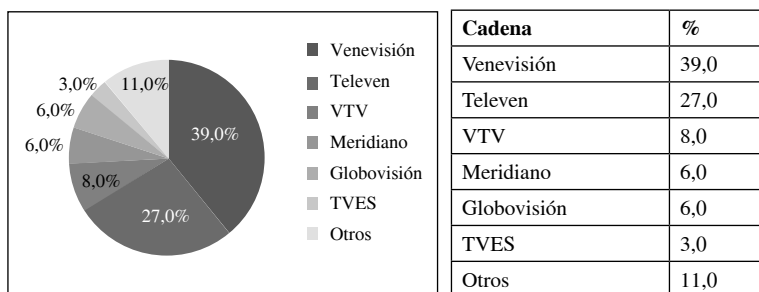 3,0%
11,0%
6,0%
6,0%
8,0%
39,0%
27,0%
Venevisión
Televen
VTV
Meridiano
Globovisión
TVES
Otros
Cadena %
Venevisión 39,0
Televen 27,0
VTV 8,0
Meridiano 6,0
Globovisión 6,0
TVES 3,0
Otros 11,0